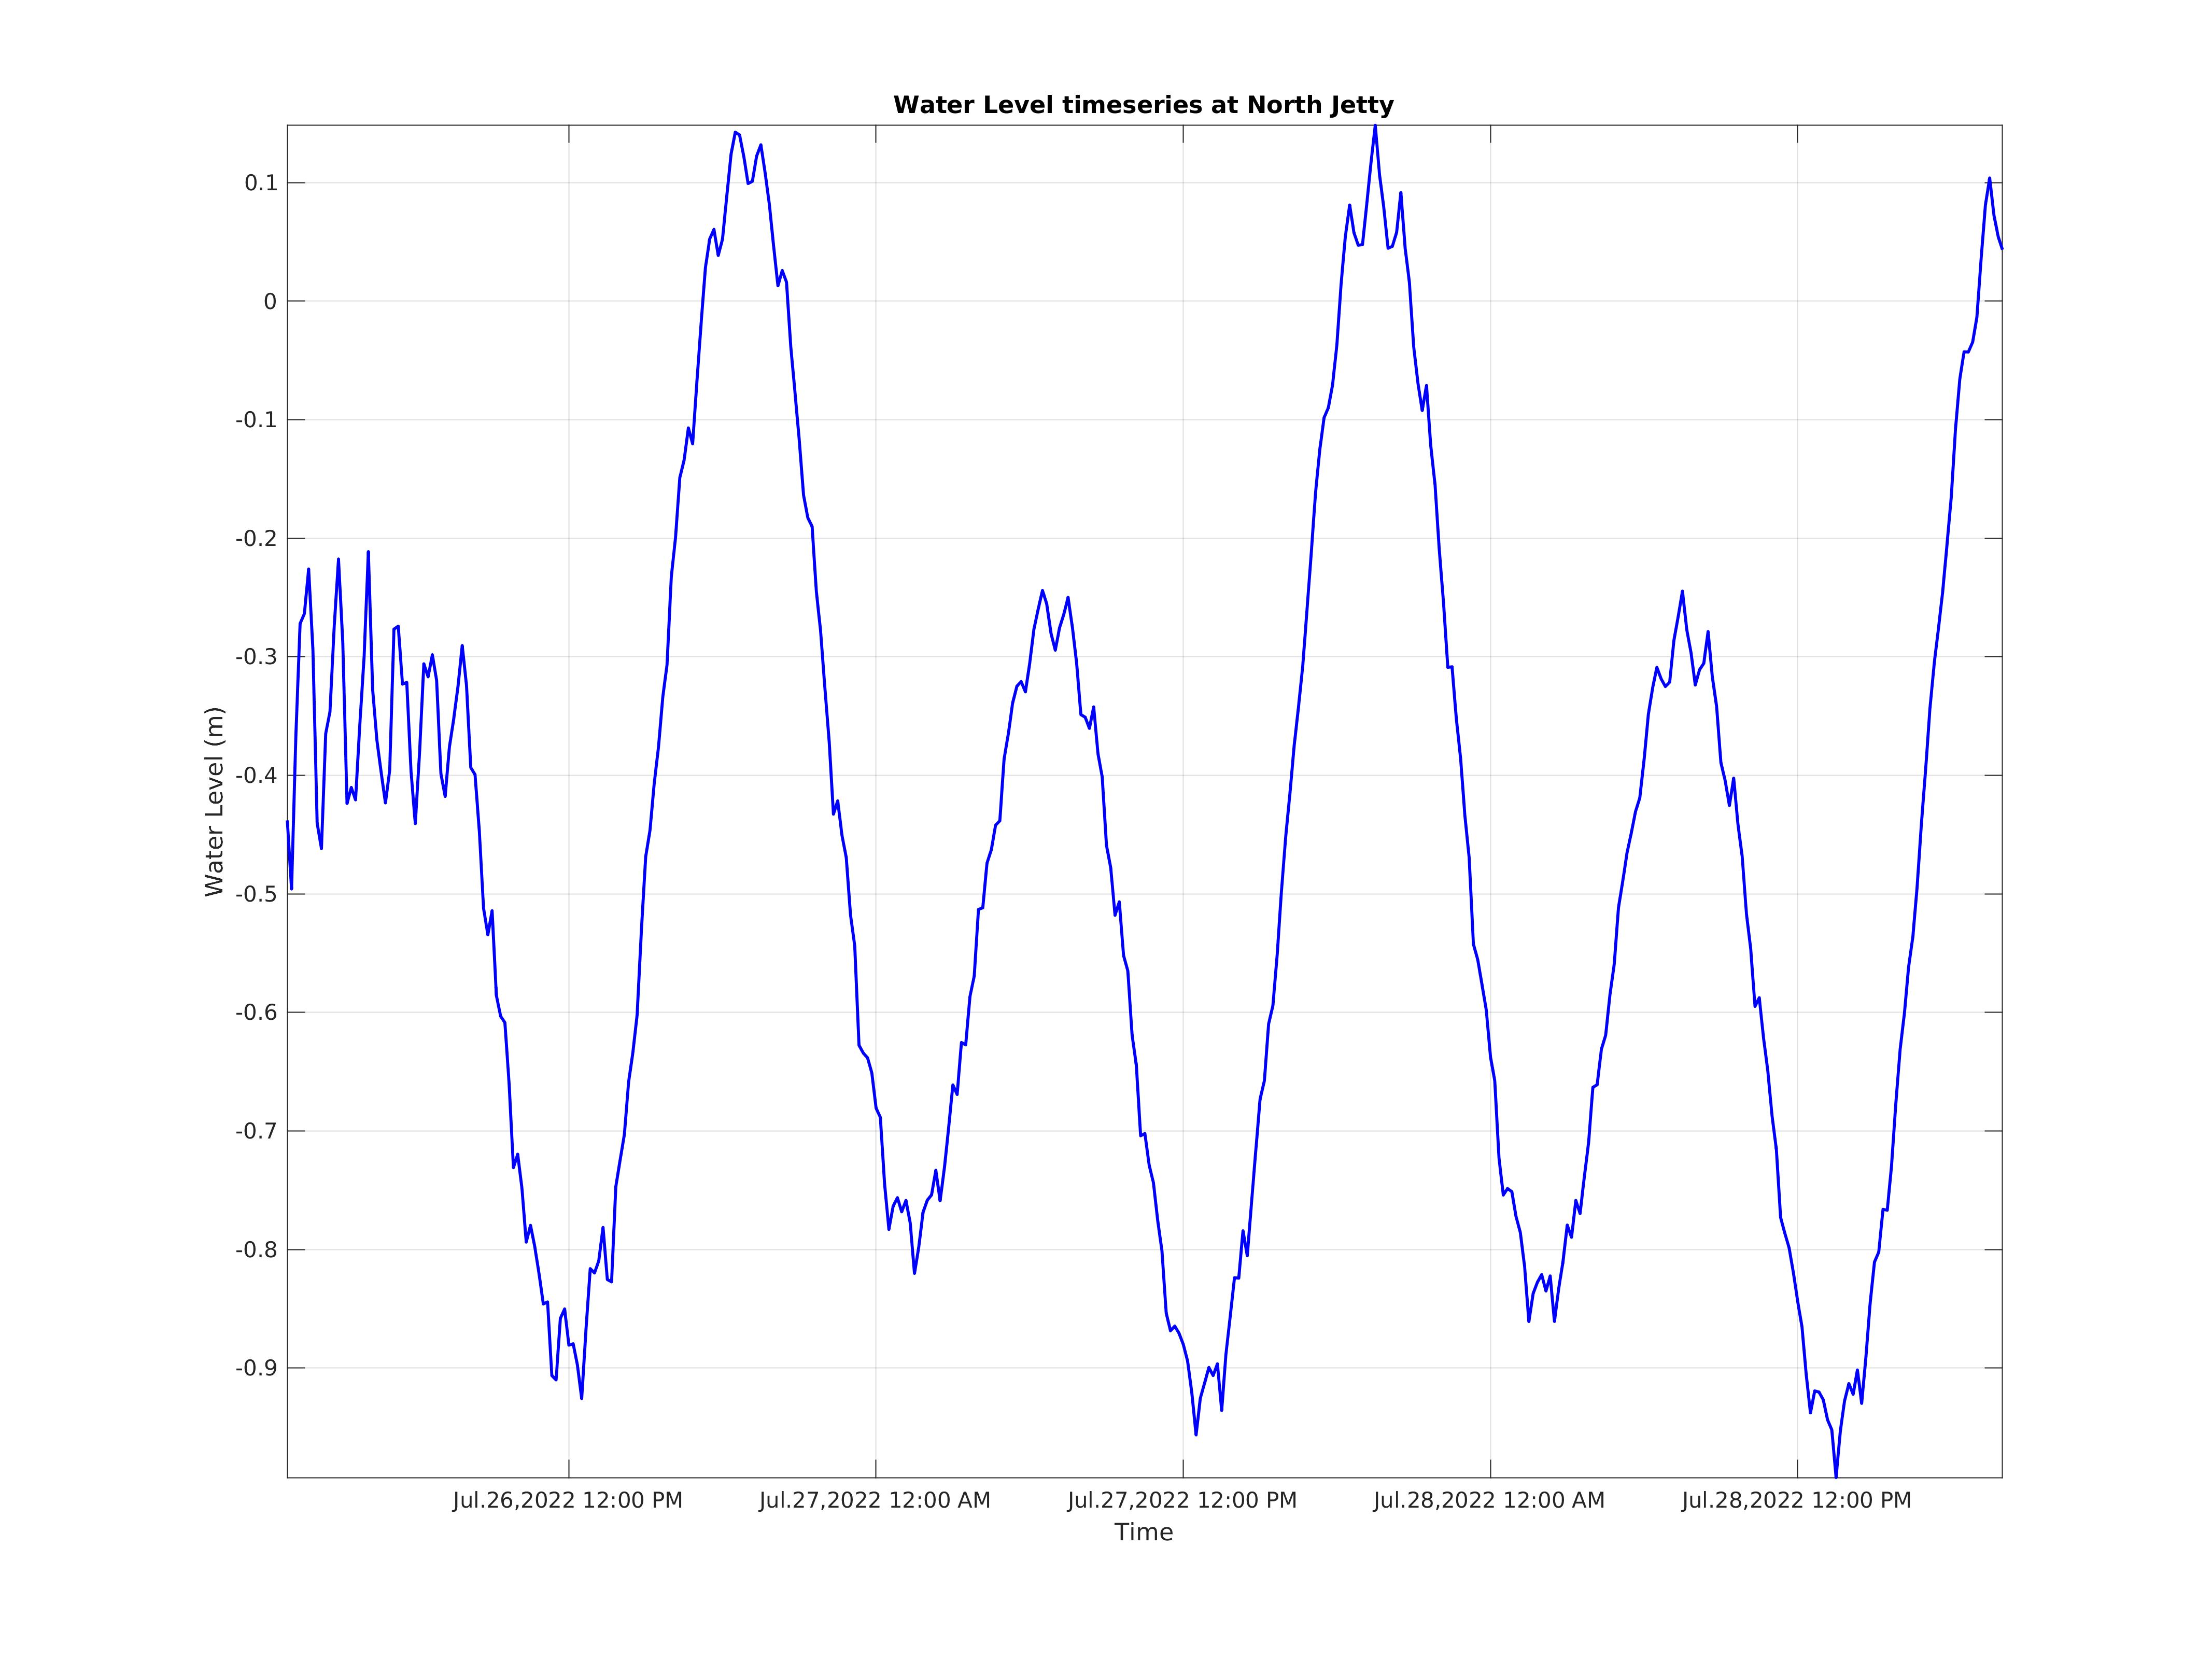 Water Level timeseries at North Jetty
0.1
0
-0.1
-0.2
-0.3
-0.4
-0.5
-0.6
-0.7
-0.8
-0.9
Water Level (m)
Jul.26,2022 12:00 PM Jul.27,2022 12:00 AM Jul.27,2022 12:00 PM Jul.28,2022 12:00 AM Jul.28,2022 12:00 PM
Time